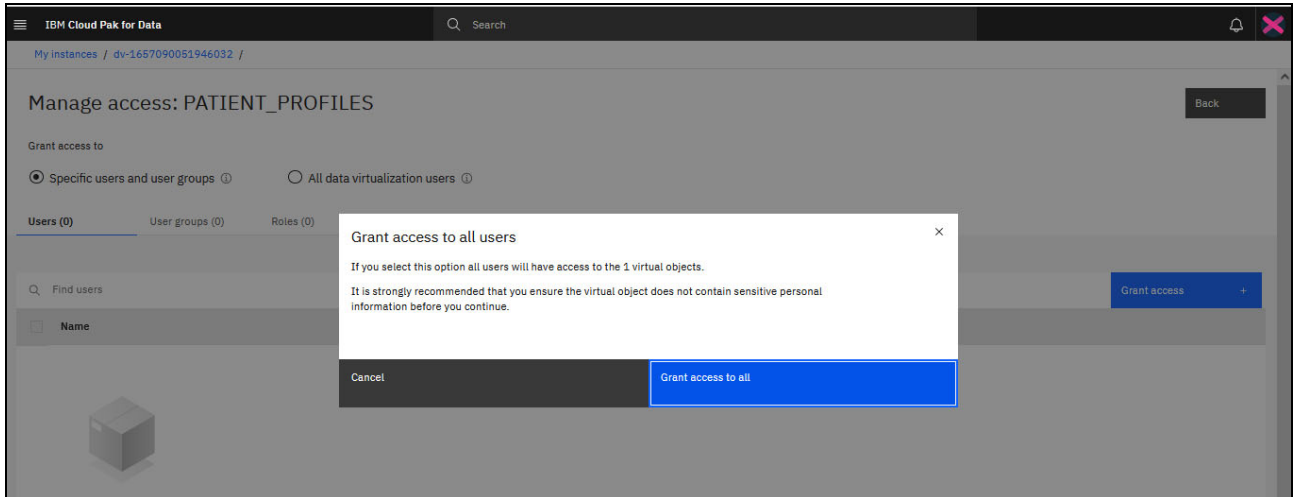 IBM Cloud Pak for Data
Search
My instances / dv-1657090051946032 /
Manage access: PATIENT_PROFILES
Back
Grant access to
Specific users and user groups
All data virtualization users
Users (0)
User groups (0)
Roles (0)
Grant access to all users
If you select this option all users will have access to the 1 virtual objects.
It is strongly recommended that you ensure the virtual object does not contain sensitive personal
information before you continue.
Find users
Grant access +
Name
Cancel
Grant access to all